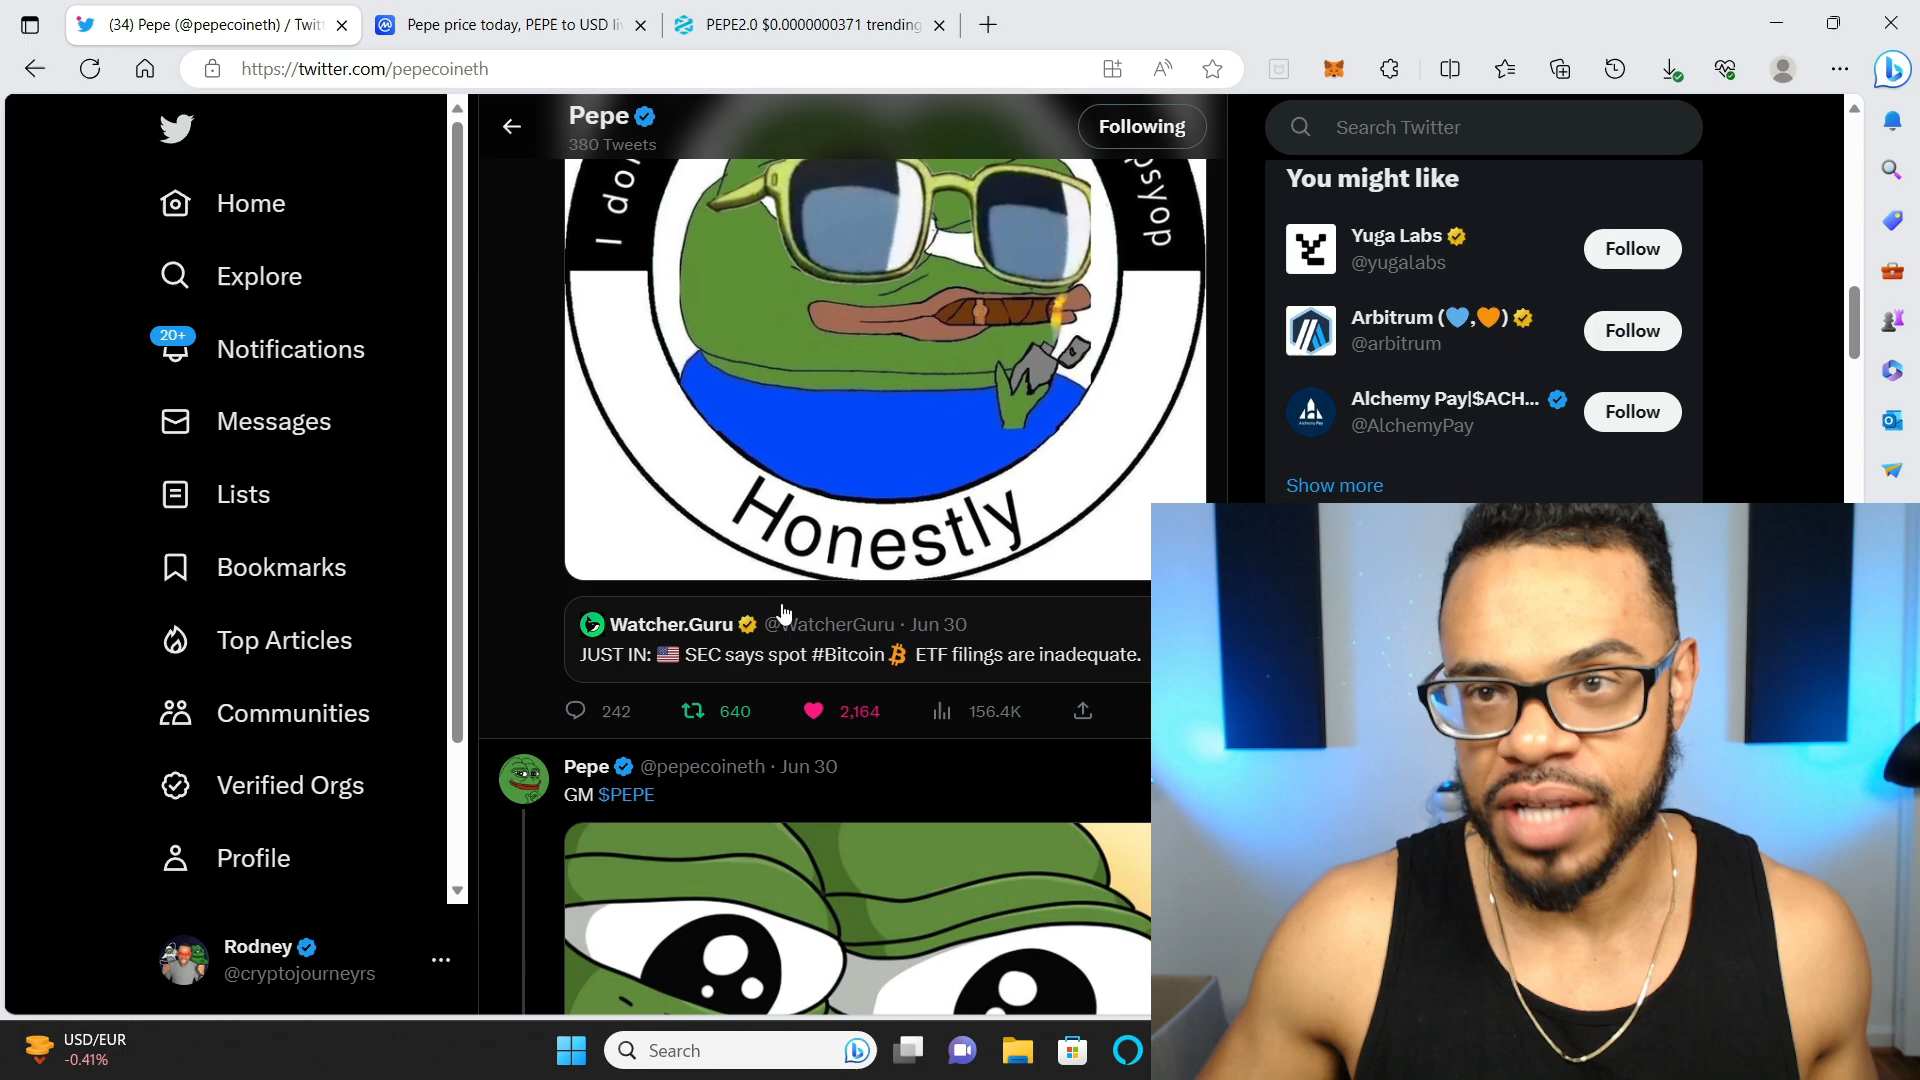 (34) Pepe (@pepecoineth) / Twit
Pepe price today, PEPE to USD li
PEPE2.0 $0.0000000371 trending
https://twitter.com/pepecoineth
Home
Explore
20+
Notifications
Messages
Lists
Bookmarks
Top Articles
Communities
Verified Orgs
Profile
Rodney
@cryptojourneyrs
Pepe
380 Tweets
Following
I do
psyop
Honestly
Watcher.Guru @WatcherGuru · Jun 30
JUST IN: 🇺🇸 SEC says spot #Bitcoin ETF filings are inadequate.
242
640
2,164
156.4K
Pepe @pepecoineth · Jun 30
GM $PEPE
Search Twitter
You might like
Yuga Labs
@yugalabs
Follow
Arbitrum (💙,🧡)
@arbitrum
Follow
Alchemy Pay|$ACH...
@AlchemyPay
Follow
Show more
USD/EUR
-0.41%
Search